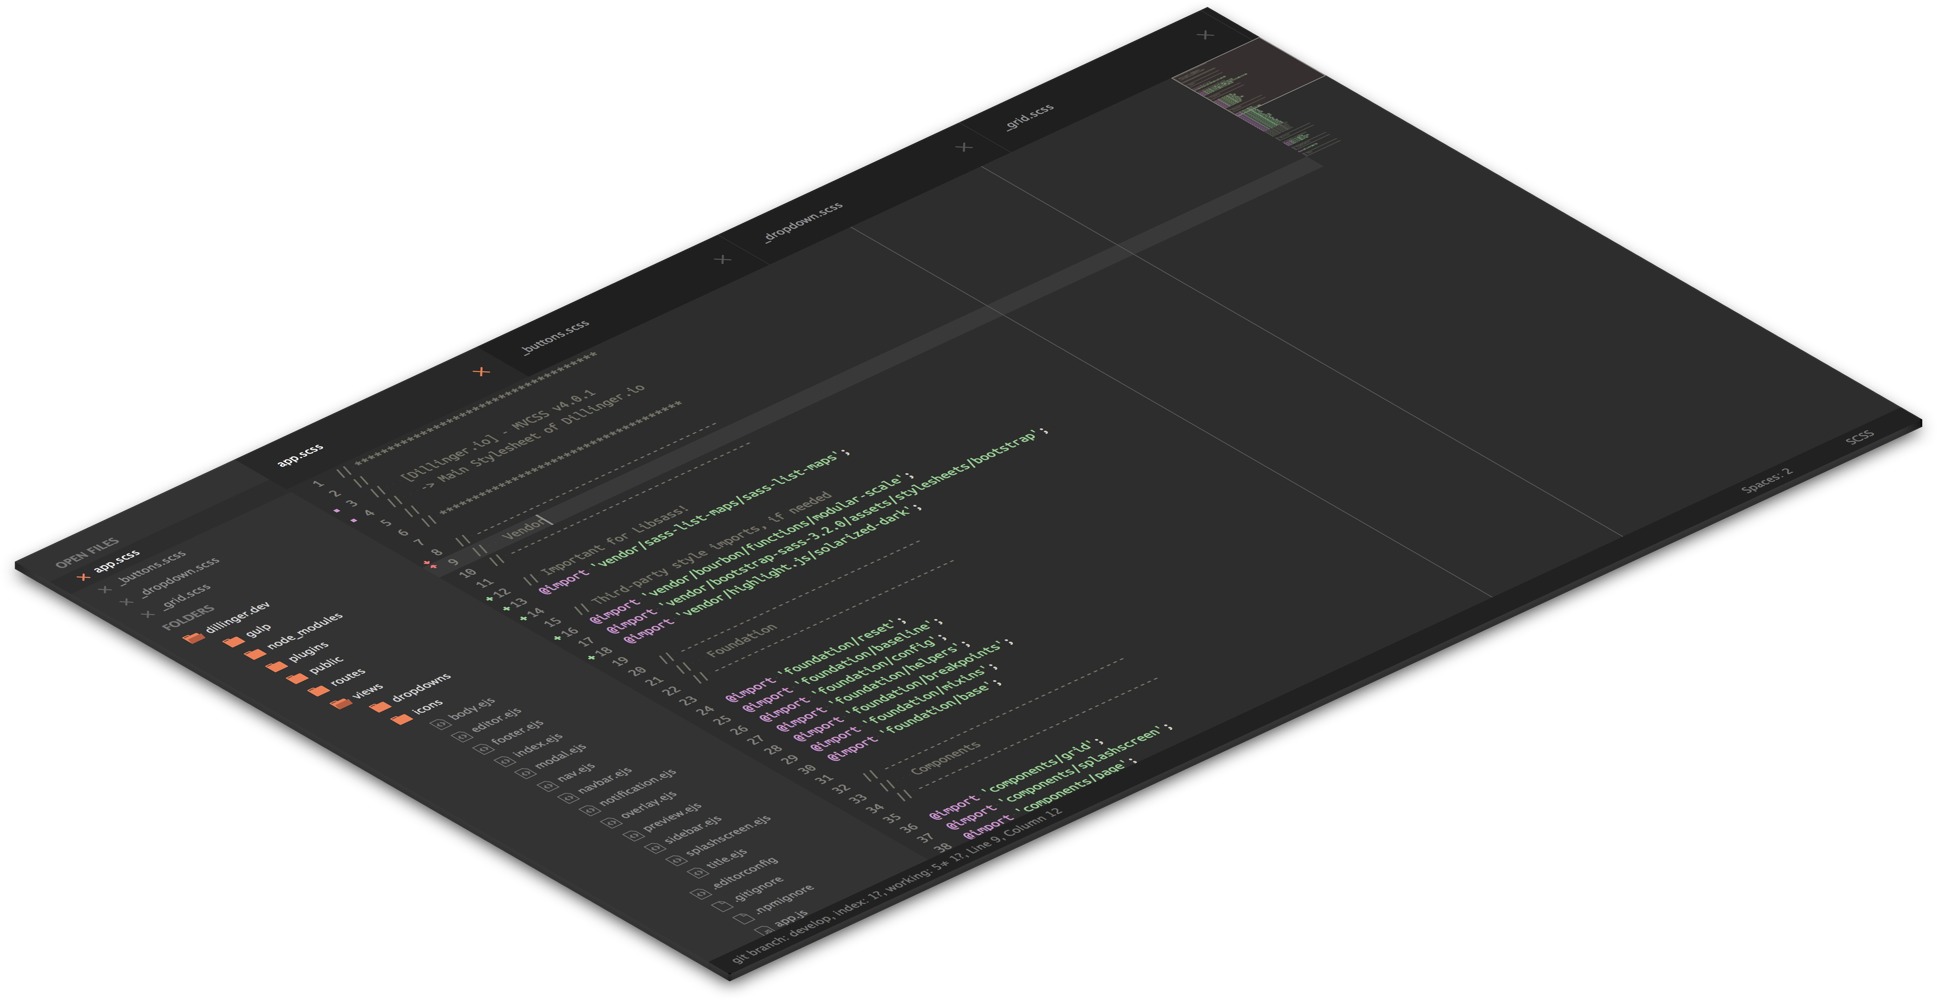 app.scss
_buttons.scss
_dropdown.scss
_grid.scss
OPEN FILES
app.scss
_buttons.scss
_dropdown.scss
_grid.scss
FOLDERS
dillinger.dev
gulp
node_modules
plugins
public
routes
views
dropdowns
icons
body.ejs
editor.ejs
footer.ejs
index.ejs
modal.ejs
nav.ejs
navbar.ejs
notification.ejs
overlay.ejs
preview.ejs
sidebar.ejs
splashscreen.ejs
title.ejs
.editorconfig
.gitignore
.npmignore
app.js
1 // ***********************************
2 //
3 // [Dillinger.io] - MVCSS v4.0.1
4 // -> Main Stylesheet of Dillinger.io
5 //
6 // ***********************************
7
8 // -----------------------------------
9 // Vendor
10 // -----------------------------------
11
12 // Important for Libsass!
13 @import 'vendor/sass-list-maps/sass-list-maps';
14
15 // Third-party style imports, if needed
16 @import 'vendor/bourbon/functions/modular-scale';
17 @import 'vendor/bootstrap-sass-3.2.0/assets/stylesheets/bootstrap';
18 @import 'vendor/highlight.js/solarized-dark';
19
20 // -----------------------------------
21 // Foundation
22 // -----------------------------------
23
24 @import 'foundation/reset';
25 @import 'foundation/baseline';
26 @import 'foundation/config';
27 @import 'foundation/helpers';
28 @import 'foundation/breakpoints';
29 @import 'foundation/mixins';
30 @import 'foundation/base';
31
32 // -----------------------------------
33 // Components
34 // -----------------------------------
35
36 @import 'components/grid';
37 @import 'components/splashscreen';
38 @import 'components/page';
git branch: develop, index: 17, working: 5≠ 17, Line 9, Column 12
Spaces: 2
SCSS